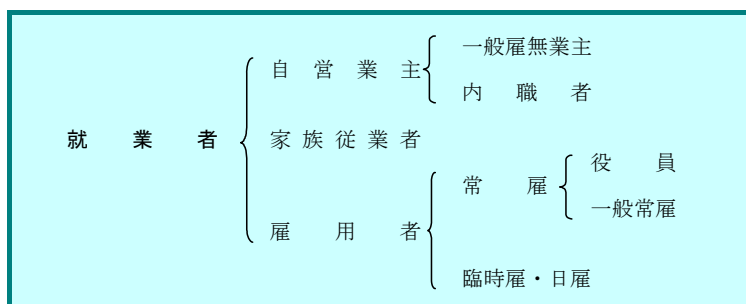 一般雇無業主
自営業主
内職者
就業者
家族従業者
役員
常雇
一般常雇
雇用者
臨時雇・日雇